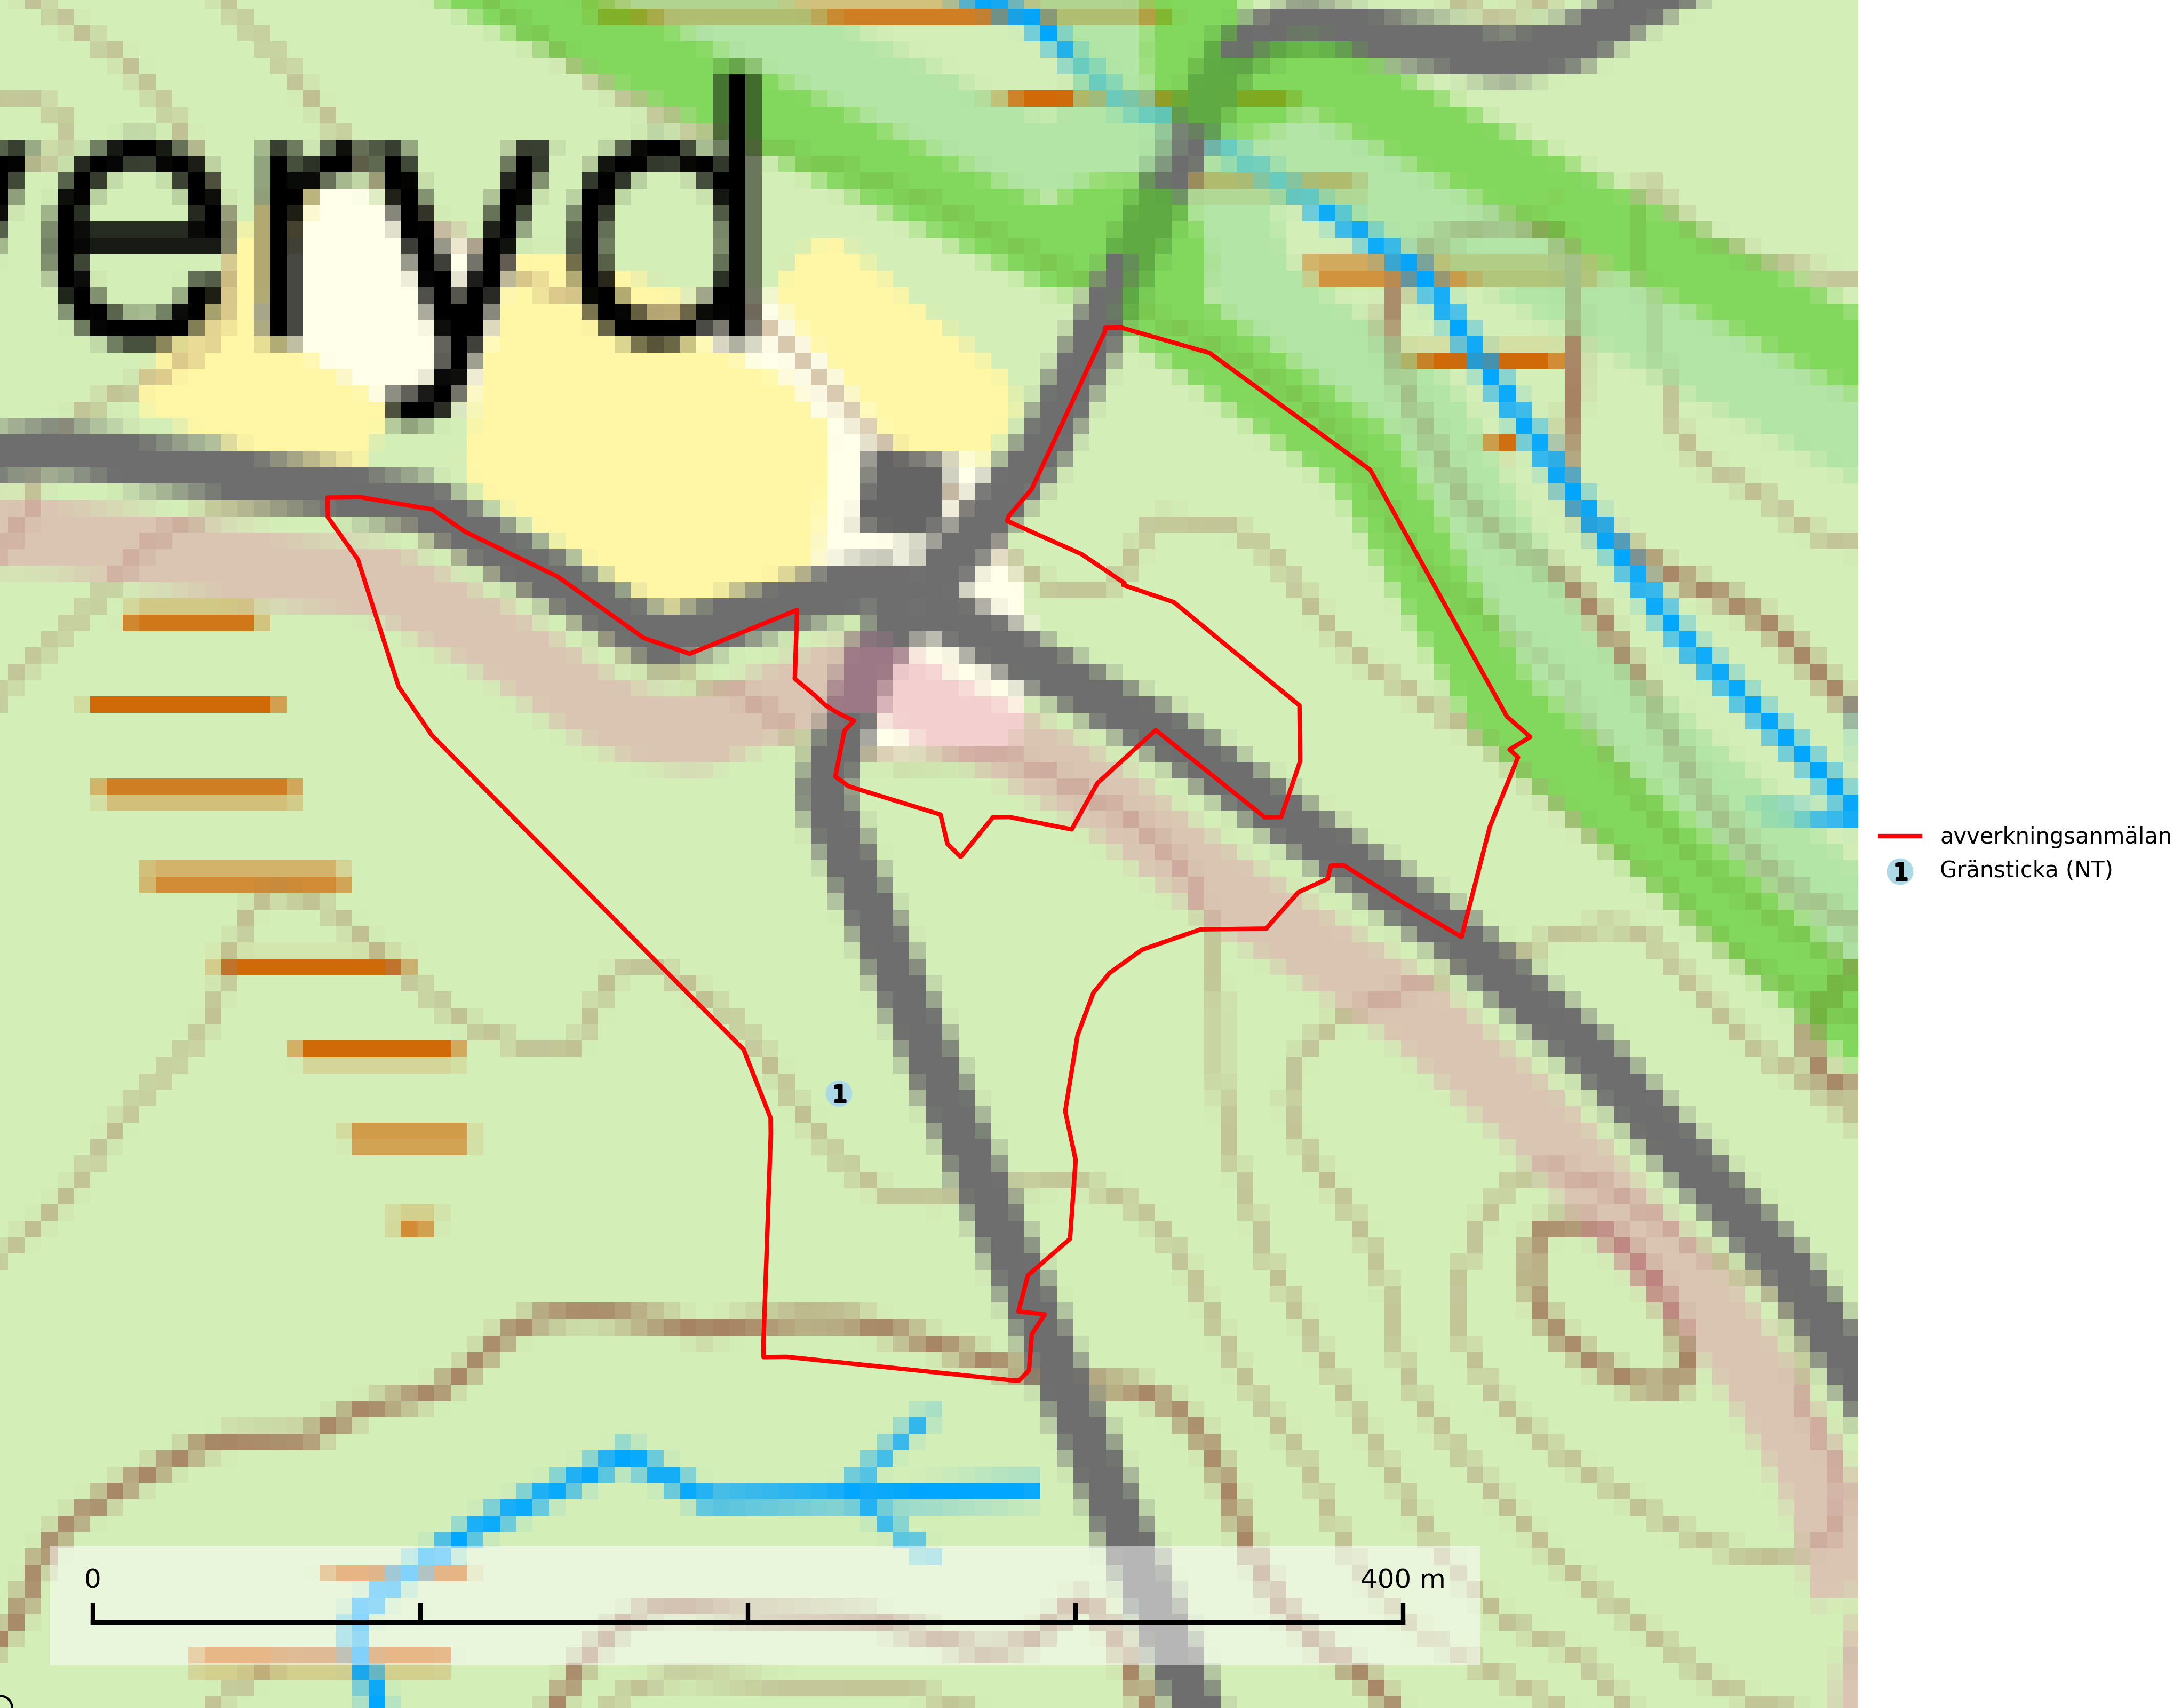 eryd
1
avverkningsanmälan
1 Gränsticka (NT)
0 400 m